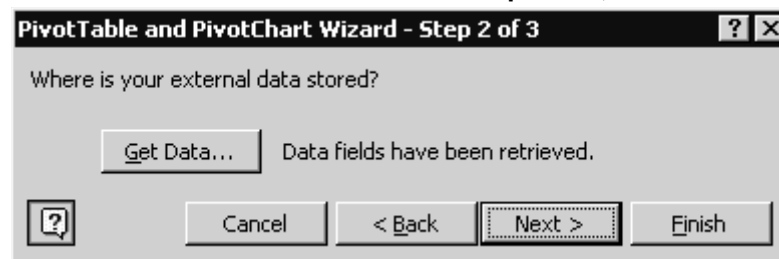 PivotTable and PivotChart Wizard - Step 2 of 3 ? X
Where is your external data stored?
Get Data... Data fields have been retrieved.
? Cancel < Back Next > Finish